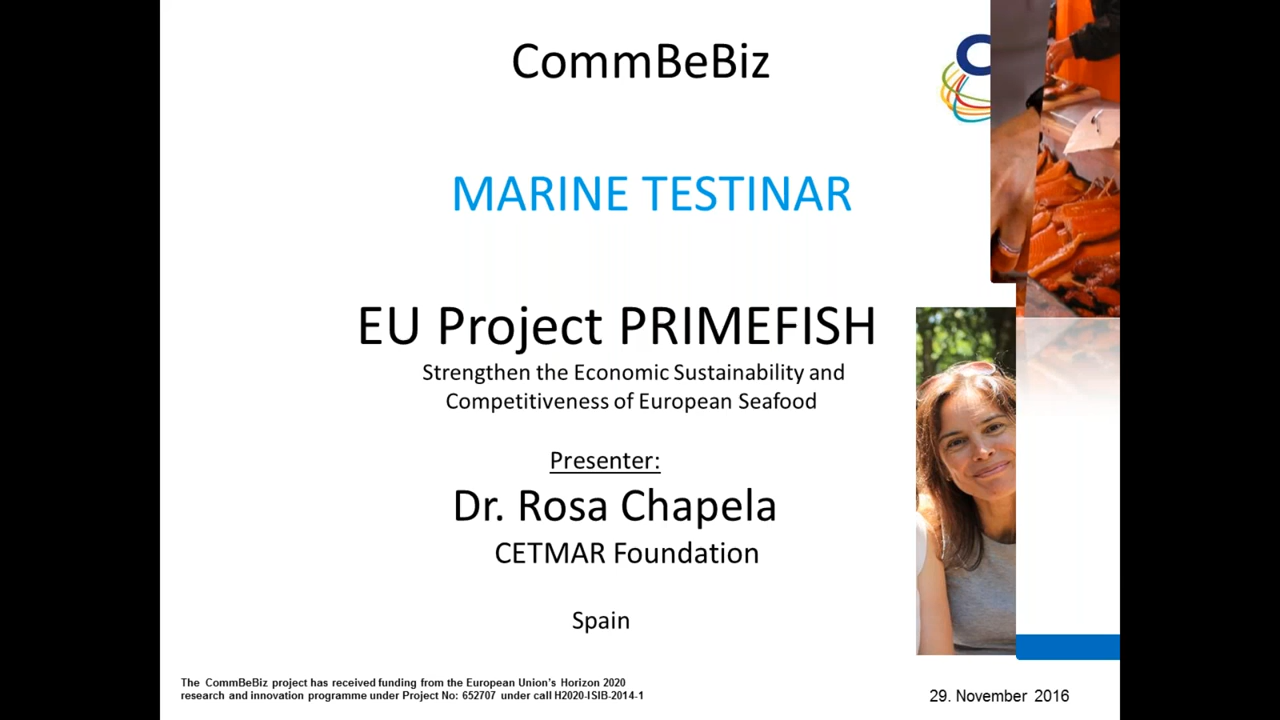 CommBeBiz
MARINE TESTINAR
EU Project PRIMEFISH
Strengthen the Economic Sustainability and
Competitiveness of European Seafood
Presenter:
Dr. Rosa Chapela
CETMAR Foundation
Spain
The CommBeBiz project has received funding from the European Union's Horizon 2020
research and innovation programme under Project No: 652707 under call H2020-ISIB-2014-1
29. November 2016